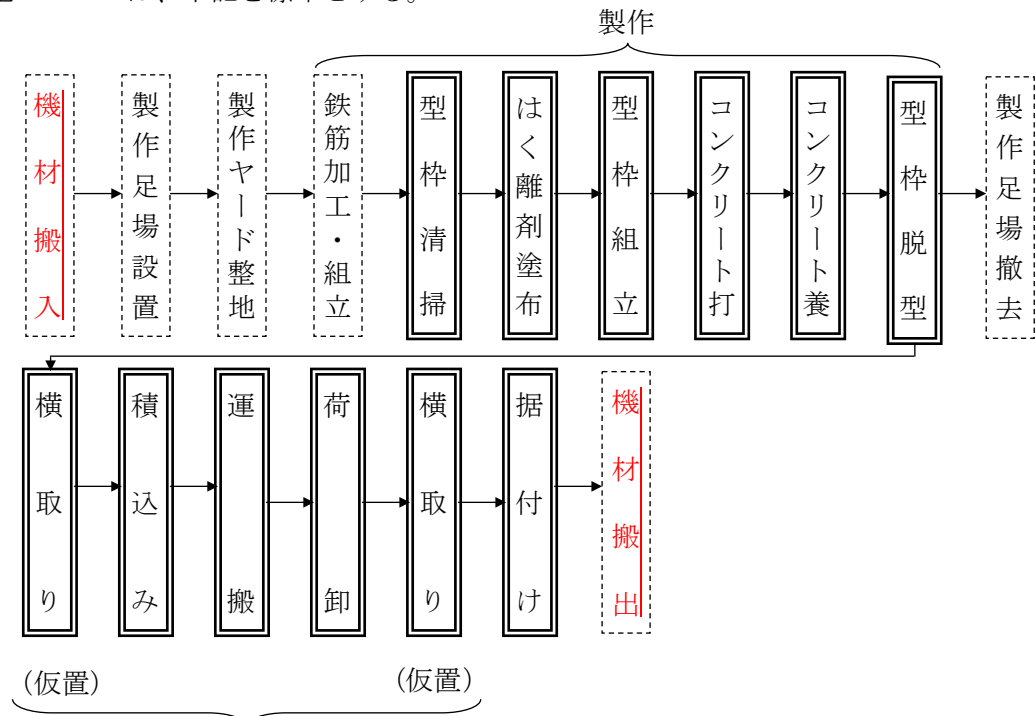 製作
機材搬入
製作足場設置
製作ヤード整地
鉄筋加工・組立
型枠清掃
はく離剤塗布
型枠組立
コンクリート打
コンクリート養
型枠脱型
製作足場撤去
横取り
積込み
運搬
荷卸
横取り
据付け
機材搬出
(仮置)
(仮置)